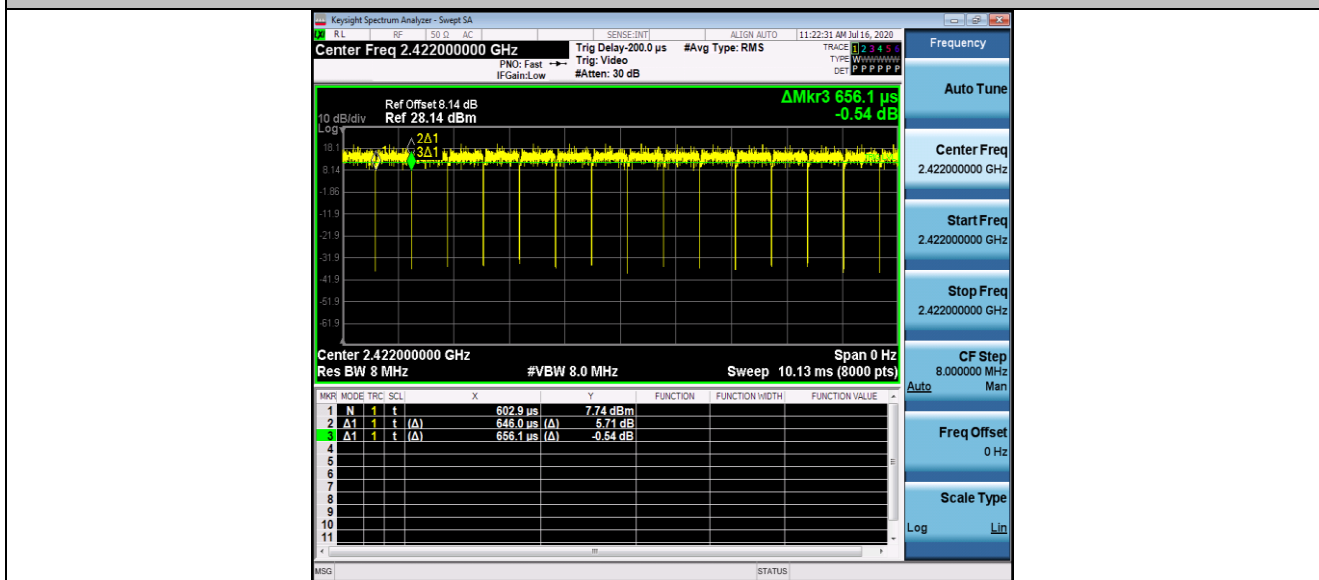 Keysight Spectrum Analyzer - Swept SA
RL RF 50 Ω AC SENSE:INT ALIGN AUTO 11:22:31 AM Jul 16, 2020
Center Freq 2.422000000 GHz
Trig Delay-200.0 µs #Avg Type: RMS TRACE 1 2 3 4 5 6
PNO: Fast Trig: Video TYPE WWWWWW
IFGain:Low #Atten: 30 dB DET P P P P P P
Frequency
Auto Tune
Center Freq
2.422000000 GHz
Start Freq
2.422000000 GHz
Stop Freq
2.422000000 GHz
CF Step
8.000000 MHz
Auto Man
Freq Offset
0 Hz
Scale Type
Log Lin
ΔMkr3 656.1 µs
-0.54 dB
Ref Offset 8.14 dB
10 dB/div Ref 28.14 dBm
Log
2Δ1
1
3Δ1
18.1
8.14
-1.86
-11.9
-21.9
-31.9
-41.9
-51.9
-61.9
Center 2.422000000 GHz Span 0 Hz
Res BW 8 MHz #VBW 8.0 MHz Sweep 10.13 ms (8000 pts)
MKR MODE TRC SCL X Y FUNCTION FUNCTION WIDTH FUNCTION VALUE
1 N 1 t 602.9 µs 7.74 dBm
2 Δ1 1 t (Δ) 646.0 µs (Δ) 5.71 dB
3 Δ1 1 t (Δ) 656.1 µs (Δ) -0.54 dB
4
5
6
7
8
9
10
11
MSG STATUS